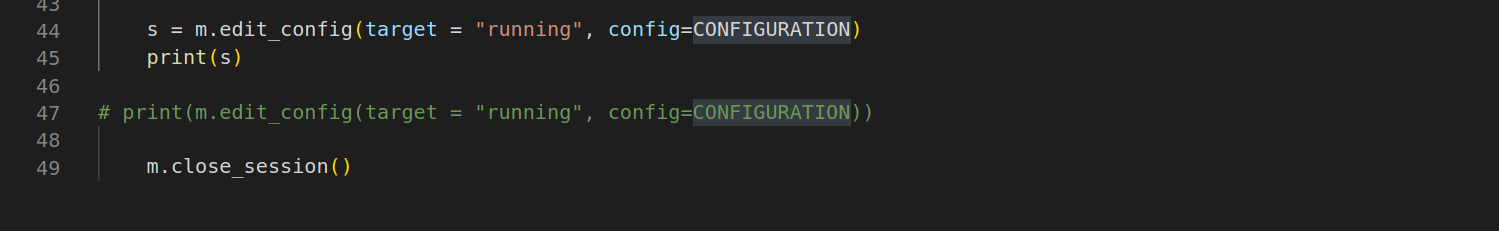 43
44 s = m.edit_config(target = "running", config=CONFIGURATION)
45 print(s)
46
47 # print(m.edit_config(target = "running", config=CONFIGURATION))
48
49 m.close_session()